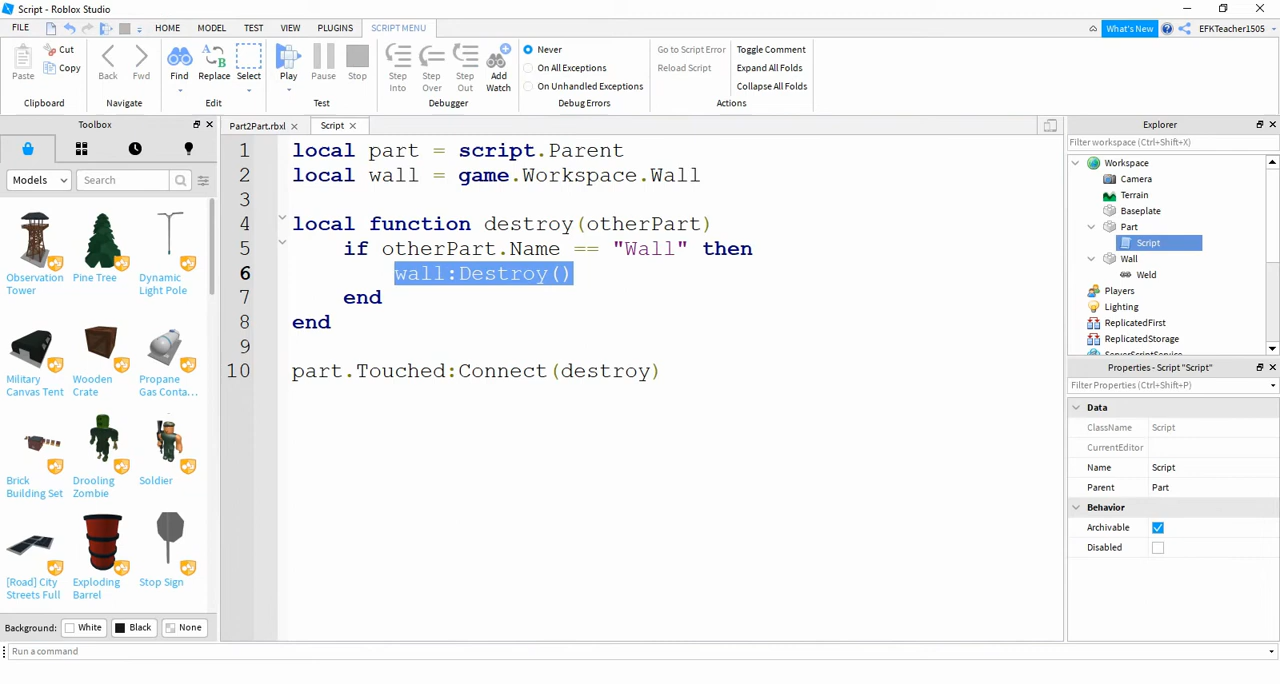 Script - Roblox Studio
FILE HOME MODEL TEST VIEW PLUGINS SCRIPT MENU What's New EFKTeacher1505
Paste Cut Copy Clipboard
Back Fwd Navigate
Find Replace Select Edit
Play Pause Stop Test
Step Into Step Over Step Out Add Watch Debugger
Never
On All Exceptions
On Unhandled Exceptions
Debug Errors
Go to Script Error Toggle Comment
Reload Script Expand All Folds
Collapse All Folds
Actions
Toolbox
Models Search
Observation Tower
Pine Tree
Dynamic Light Pole
Military Canvas Tent
Wooden Crate
Propane Gas Conta...
Brick Building Set
Drooling Zombie
Soldier
[Road] City Streets Full
Exploding Barrel
Stop Sign
Background: White Black None
Part2Part.rbxl Script
1 local part = script.Parent
2 local wall = game.Workspace.Wall
3
4 local function destroy(otherPart)
5 if otherPart.Name == "Wall" then
6 wall:Destroy()
7 end
8 end
9
10 part.Touched:Connect(destroy)
Explorer
Filter workspace (Ctrl+Shift+X)
Workspace
Camera
Terrain
Baseplate
Part
Script
Wall
Weld
Players
Lighting
ReplicatedFirst
ReplicatedStorage
ServerScriptService
Properties - Script "Script"
Filter Properties (Ctrl+Shift+P)
Data
ClassName Script
CurrentEditor
Name Script
Parent Part
Behavior
Archivable
Disabled
Run a command